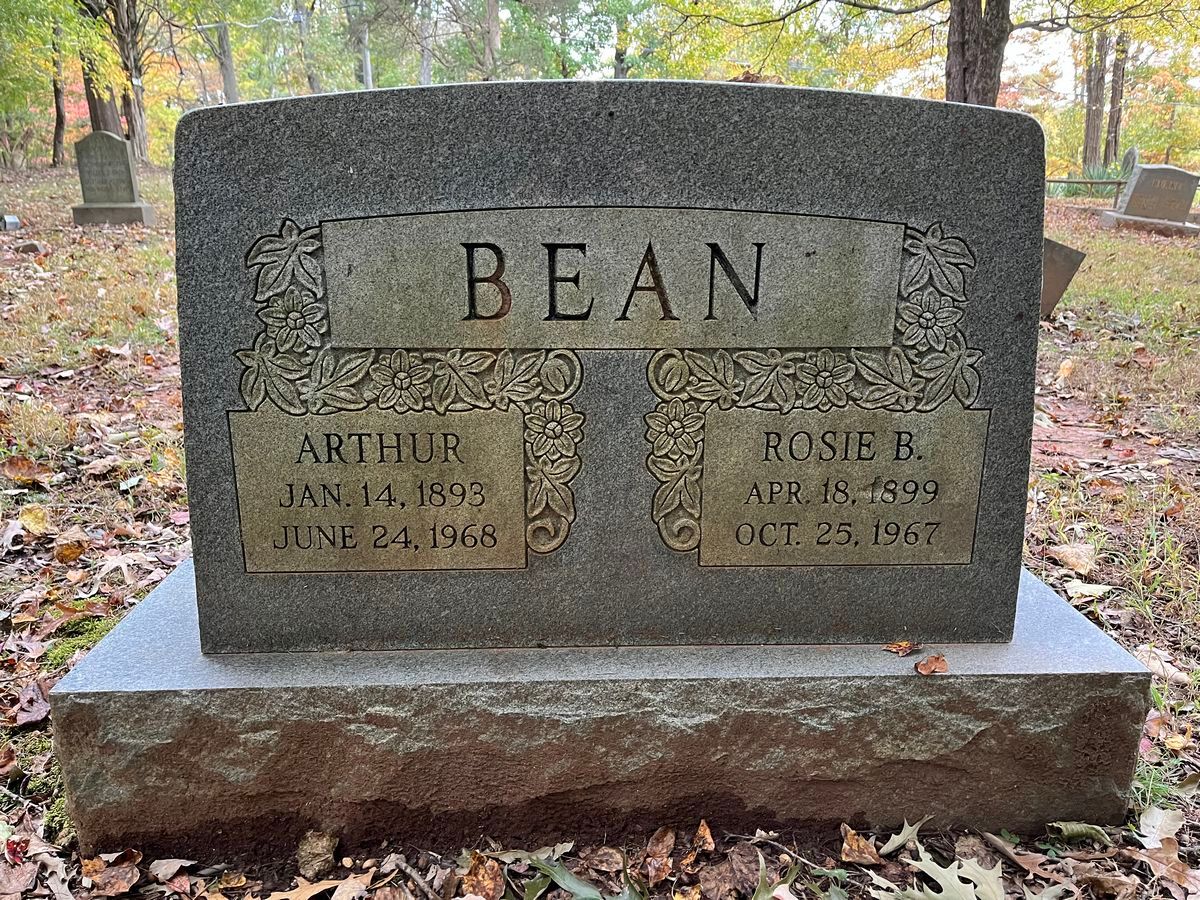 BEAN
ARTHUR
JAN. 14, 1893
JUNE 24, 1968
ROSIE B.
APR. 18, 1899
OCT. 25, 1967